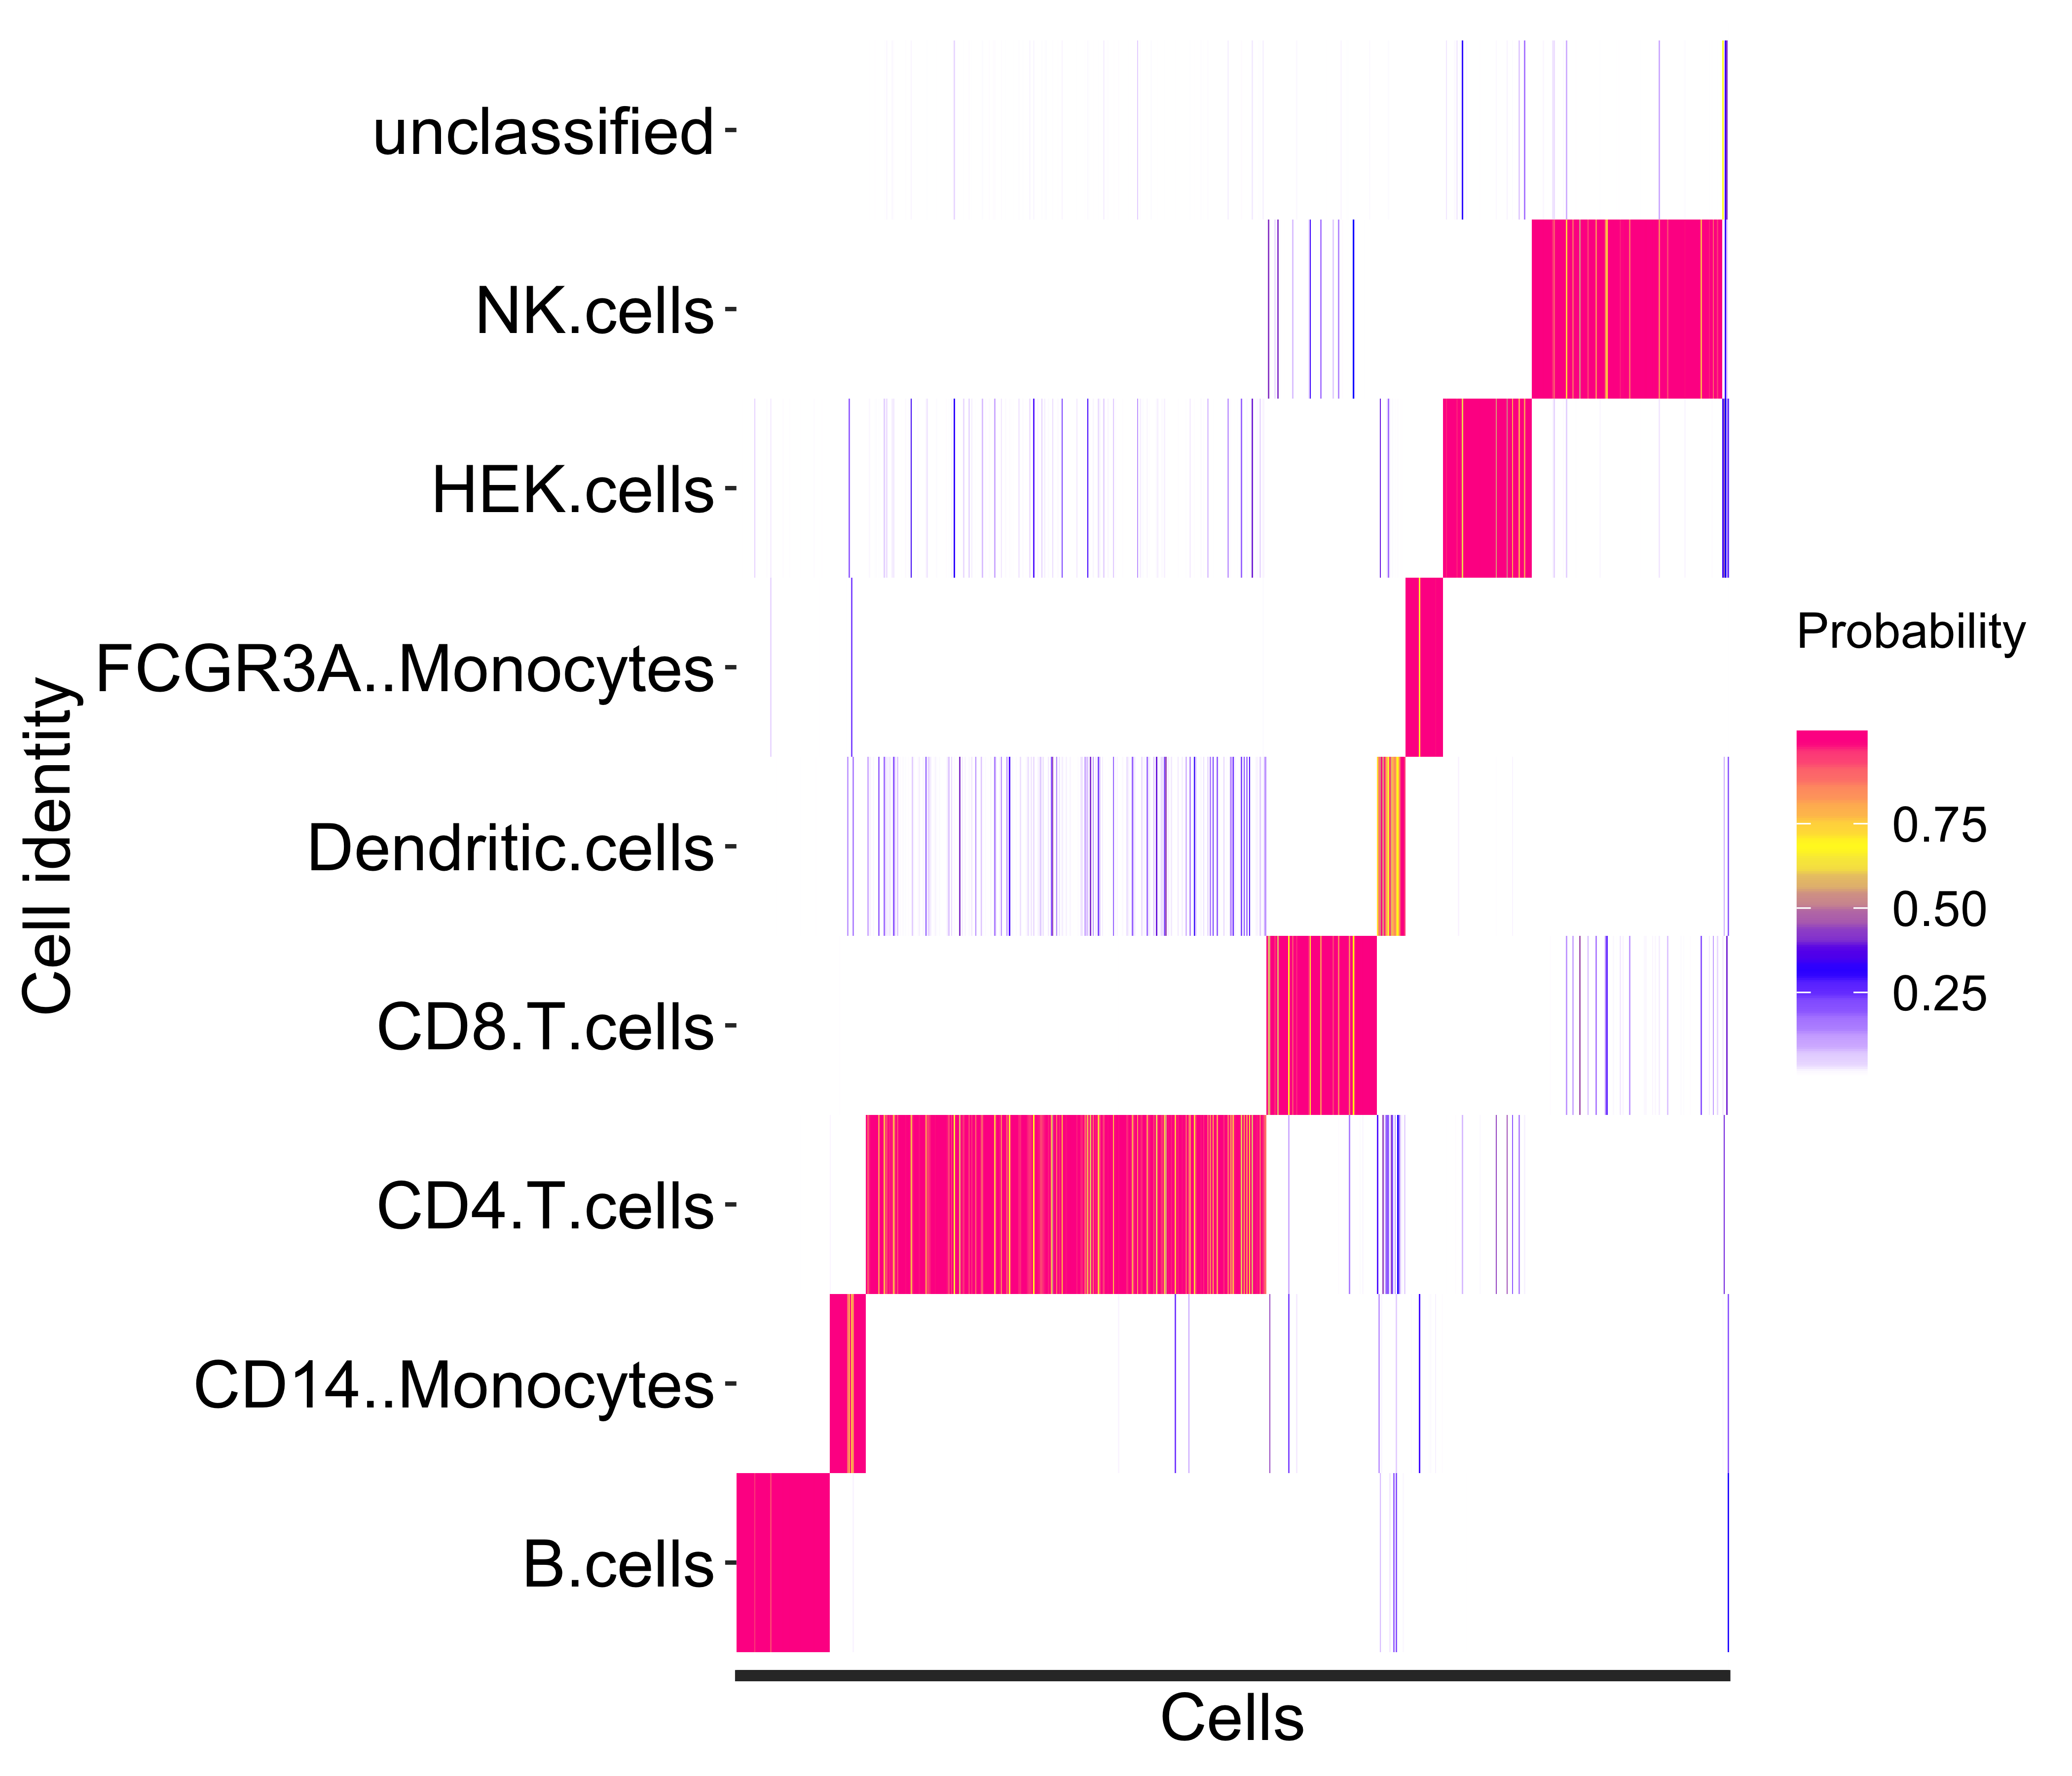 Cell identity
unclassified
NK.cells
HEK.cells
FCGR3A..Monocytes
Dendritic.cells
CD8.T.cells
CD4.T.cells
CD14..Monocytes
B.cells
Cells
Probability
0.75
0.50
0.25